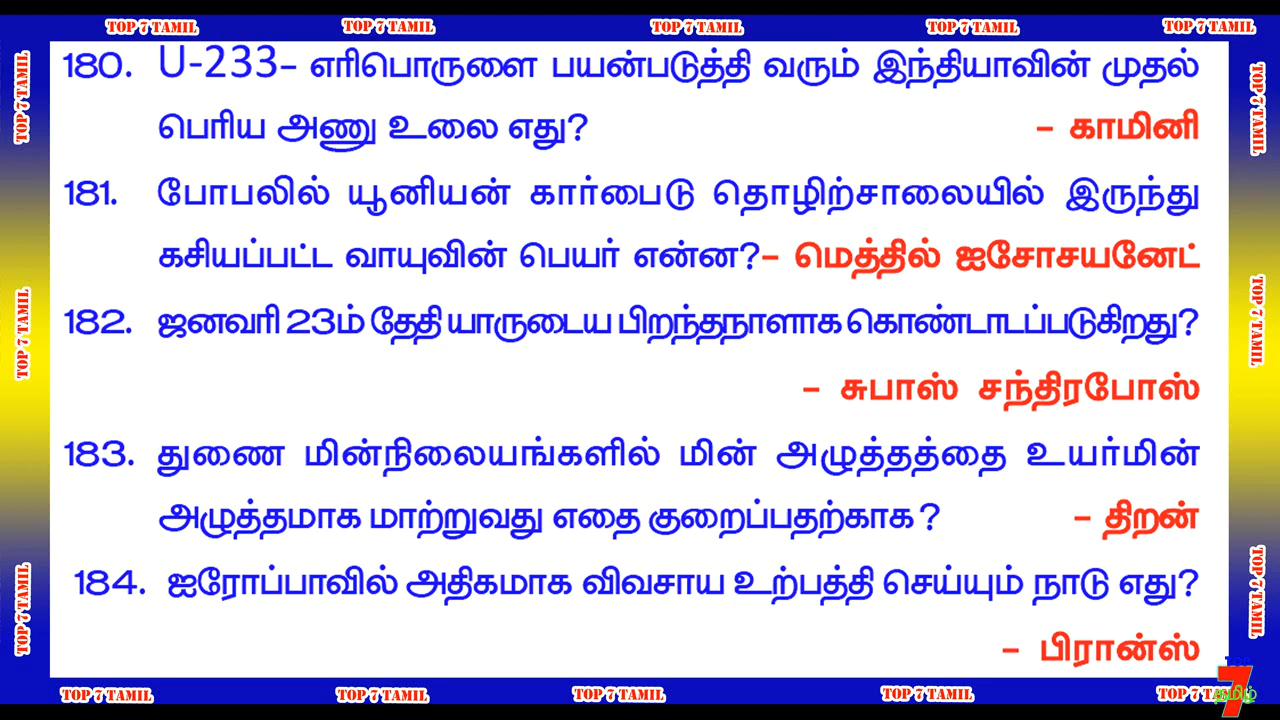 TOP 7 TAMIL TOP 7 TAMIL TOP 7 TAMIL TOP 7 TAMIL TOP 7 TAMIL
180. U-233- எரிபொருளை பயன்படுத்தி வரும் இந்தியாவின் முதல்
பெரிய அணு உலை எது? - காமினி
181. போபலில் யூனியன் கார்பைடு தொழிற்சாலையில் இருந்து
கசியப்பட்ட வாயுவின் பெயர் என்ன?- மெத்தில் ஐசோசயனேட்
182. ஜனவரி 23ம் தேதி யாருடைய பிறந்தநாளாக கொண்டாடப்படுகிறது?
- சுபாஸ் சந்திரபோஸ்
183. துணை மின்நிலையங்களில் மின் அழுத்தத்தை உயர்மின்
அழுத்தமாக மாற்றுவது எதை குறைப்பதற்காக? - திறன்
184. ஐரோப்பாவில் அதிகமாக விவசாய உற்பத்தி செய்யும் நாடு எது?
- பிரான்ஸ்
TOP 7 TAMIL
TOP 7 TAMIL
TOP 7 TAMIL
TOP 7 TAMIL
TOP 7 TAMIL
TOP 7 TAMIL
TOP 7 TAMIL TOP 7 TAMIL TOP 7 TAMIL TOP 7 TAMIL TOP 7 TA
TOP
7
தமிழ்